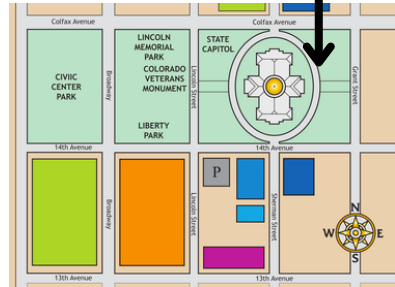 Colfax Avenue
Colfax Avenue
LINCOLN
MEMORIAL
PARK
COLORADO
VETERANS
MONUMENT
LIBERTY
PARK
STATE
CAPITOL
CIVIC
CENTER
PARK
Broadway
Lincoln Street
Grant Street
14th Avenue
14th Avenue
P
Broadway
Lincoln Street
Sherman Street
N
W
E
S
13th Avenue
13th Avenue